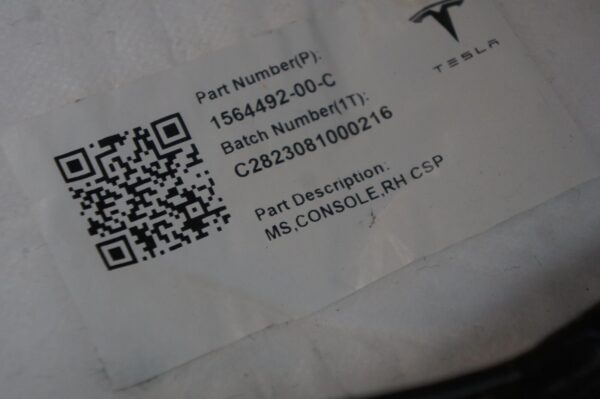 TESLA
Part Number(P):
1564492-00-C
Batch Number(1T):
C2823081000216
Part Description:
MS,CONSOLE,RH CSP